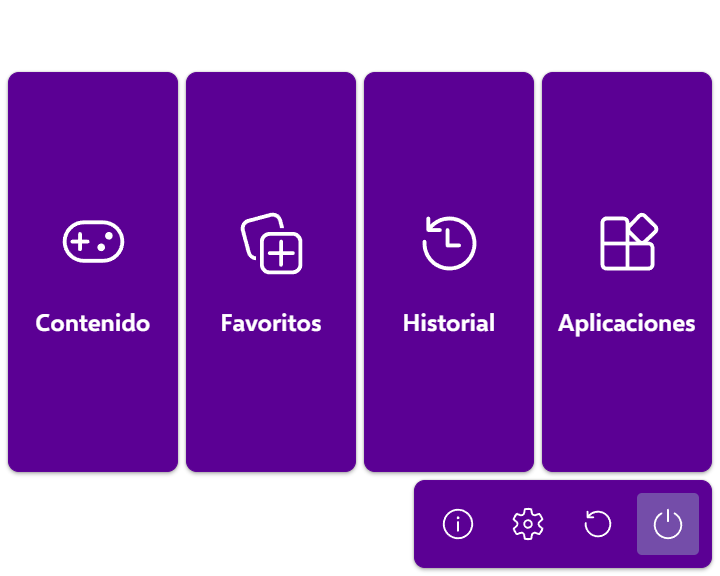 Contenido
Favoritos
Historial
Aplicaciones